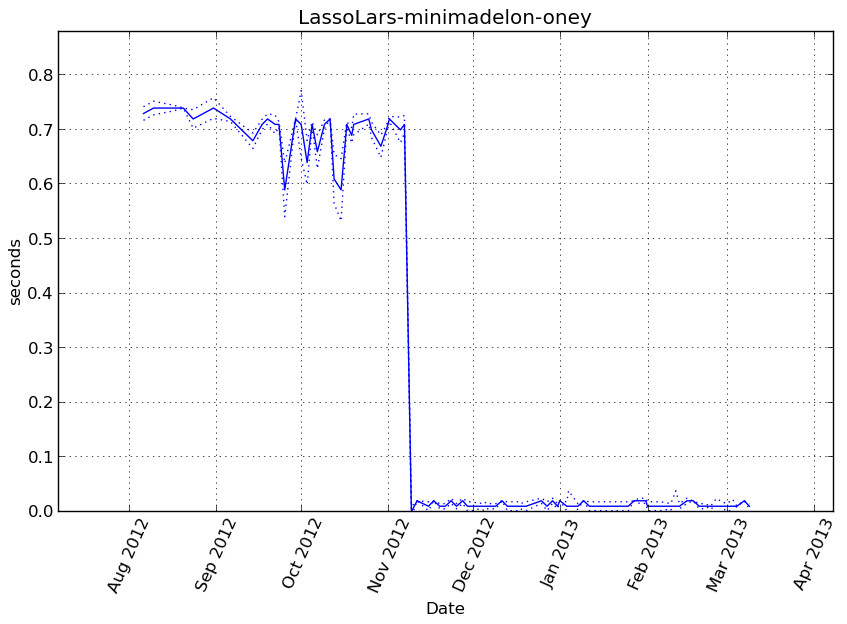 LassoLars-minimadelon-oney
0.8
0.7
0.6
0.5
0.4
0.3
0.2
0.1
0.0
seconds
Aug 2012
Sep 2012
Oct 2012
Nov 2012
Dec 2012
Jan 2013
Feb 2013
Mar 2013
Apr 2013
Date